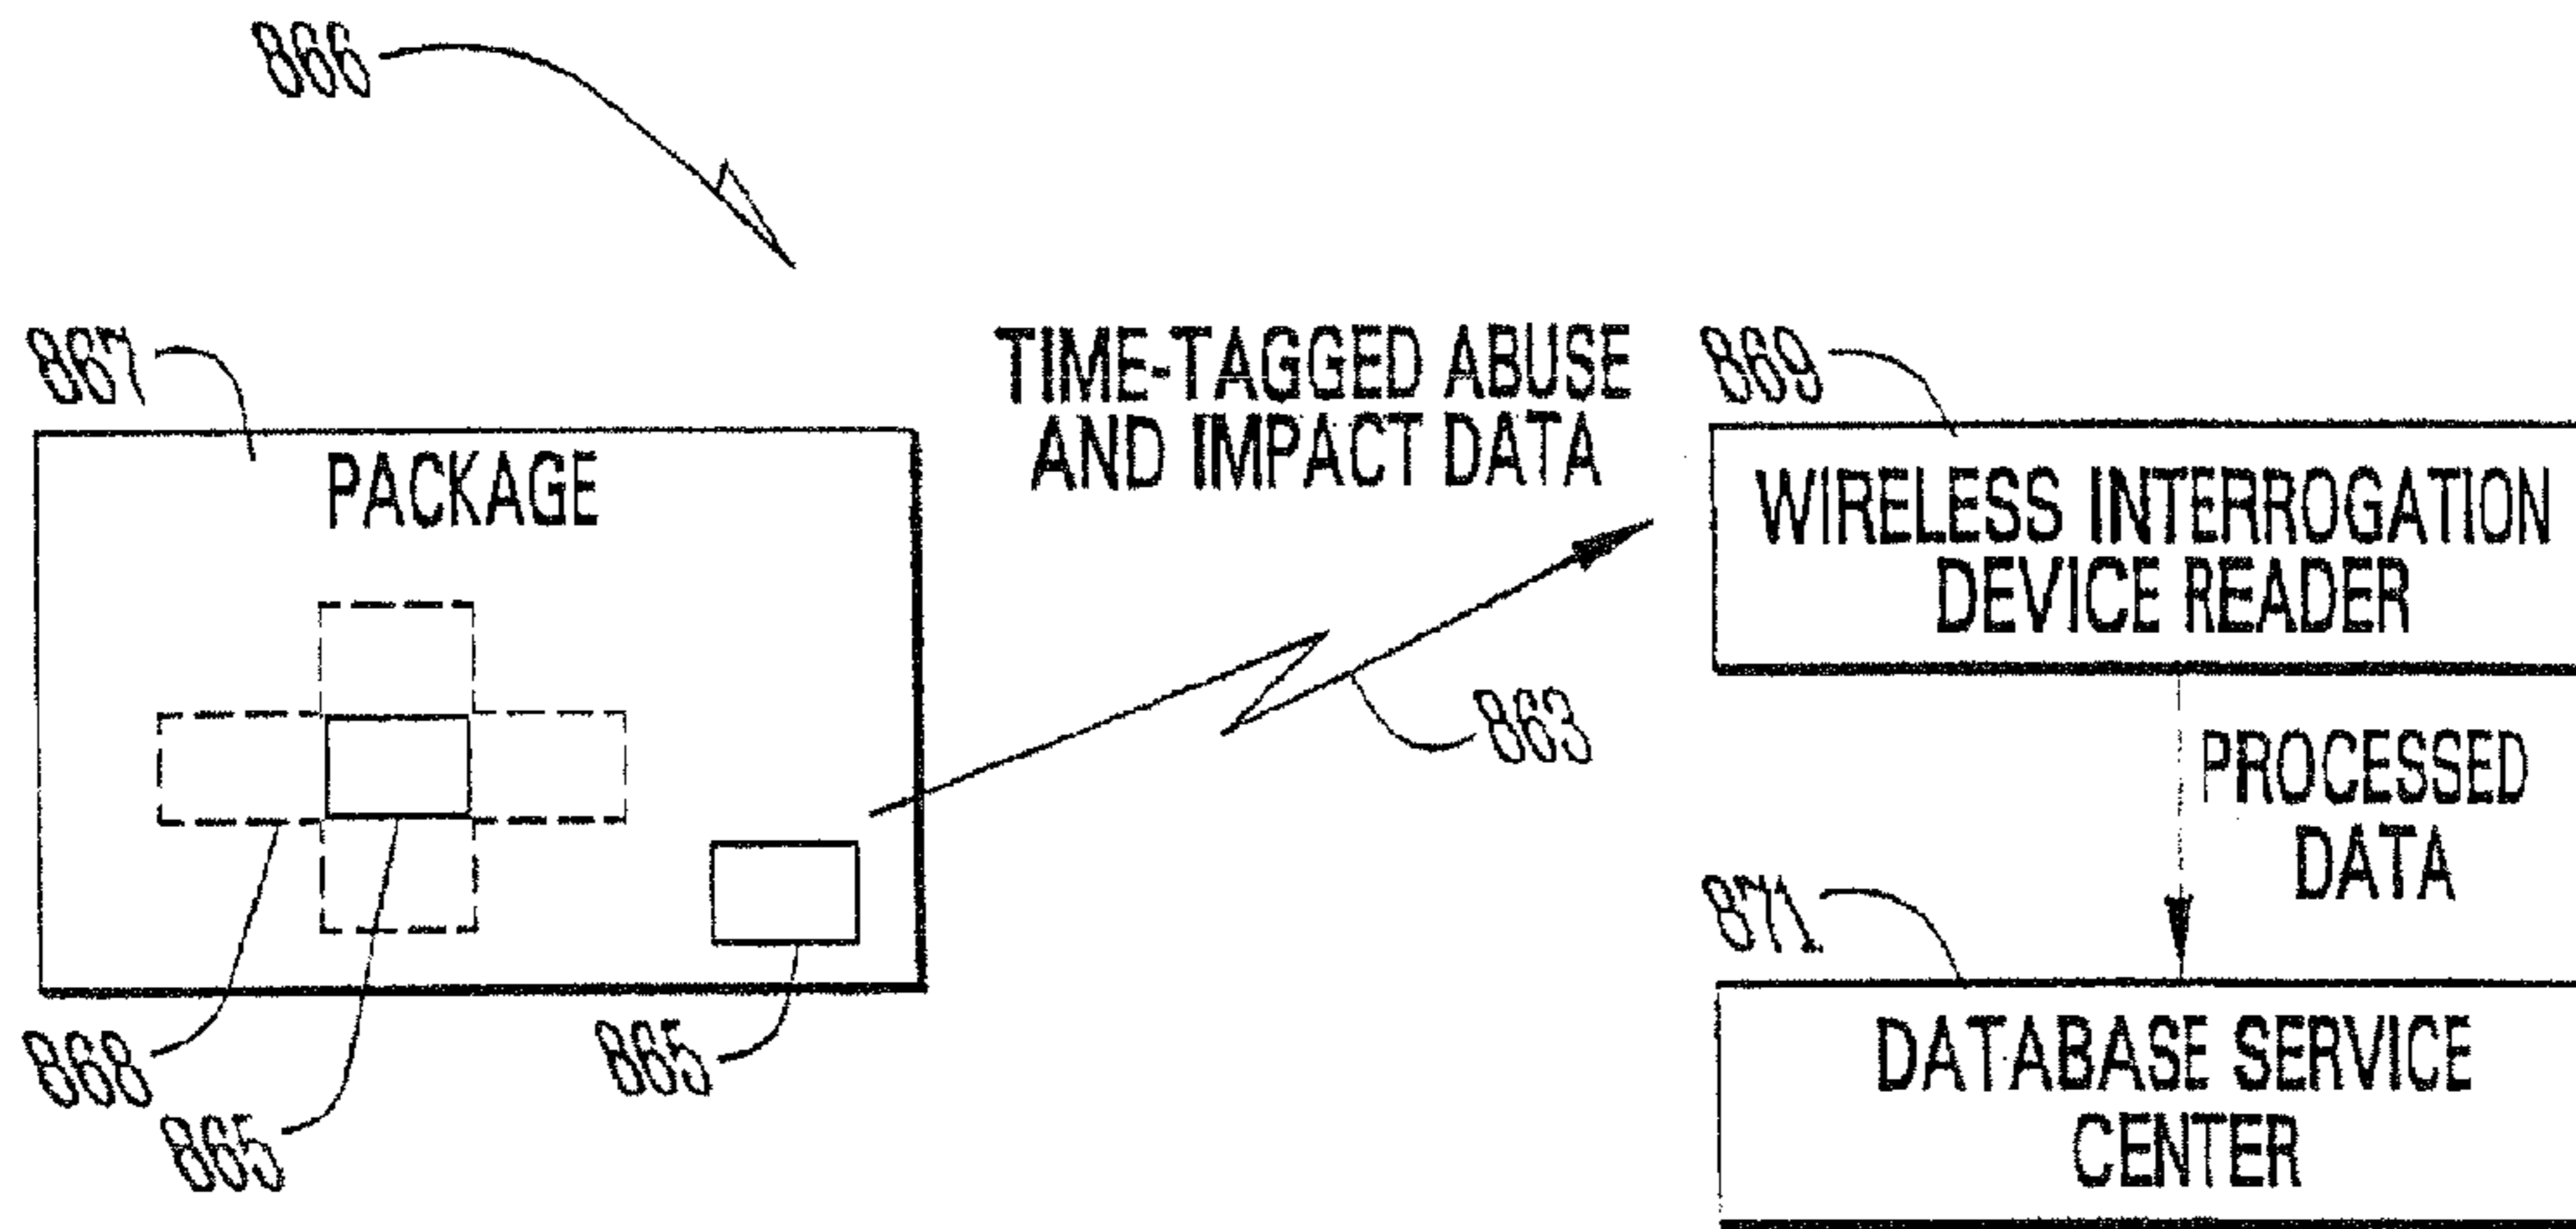 866
867
PACKAGE
TIME-TAGGED ABUSE
AND IMPACT DATA
869
WIRELESS INTERROGATION
DEVICE READER
863
PROCESSED
DATA
868
865
865
871
DATABASE SERVICE
CENTER